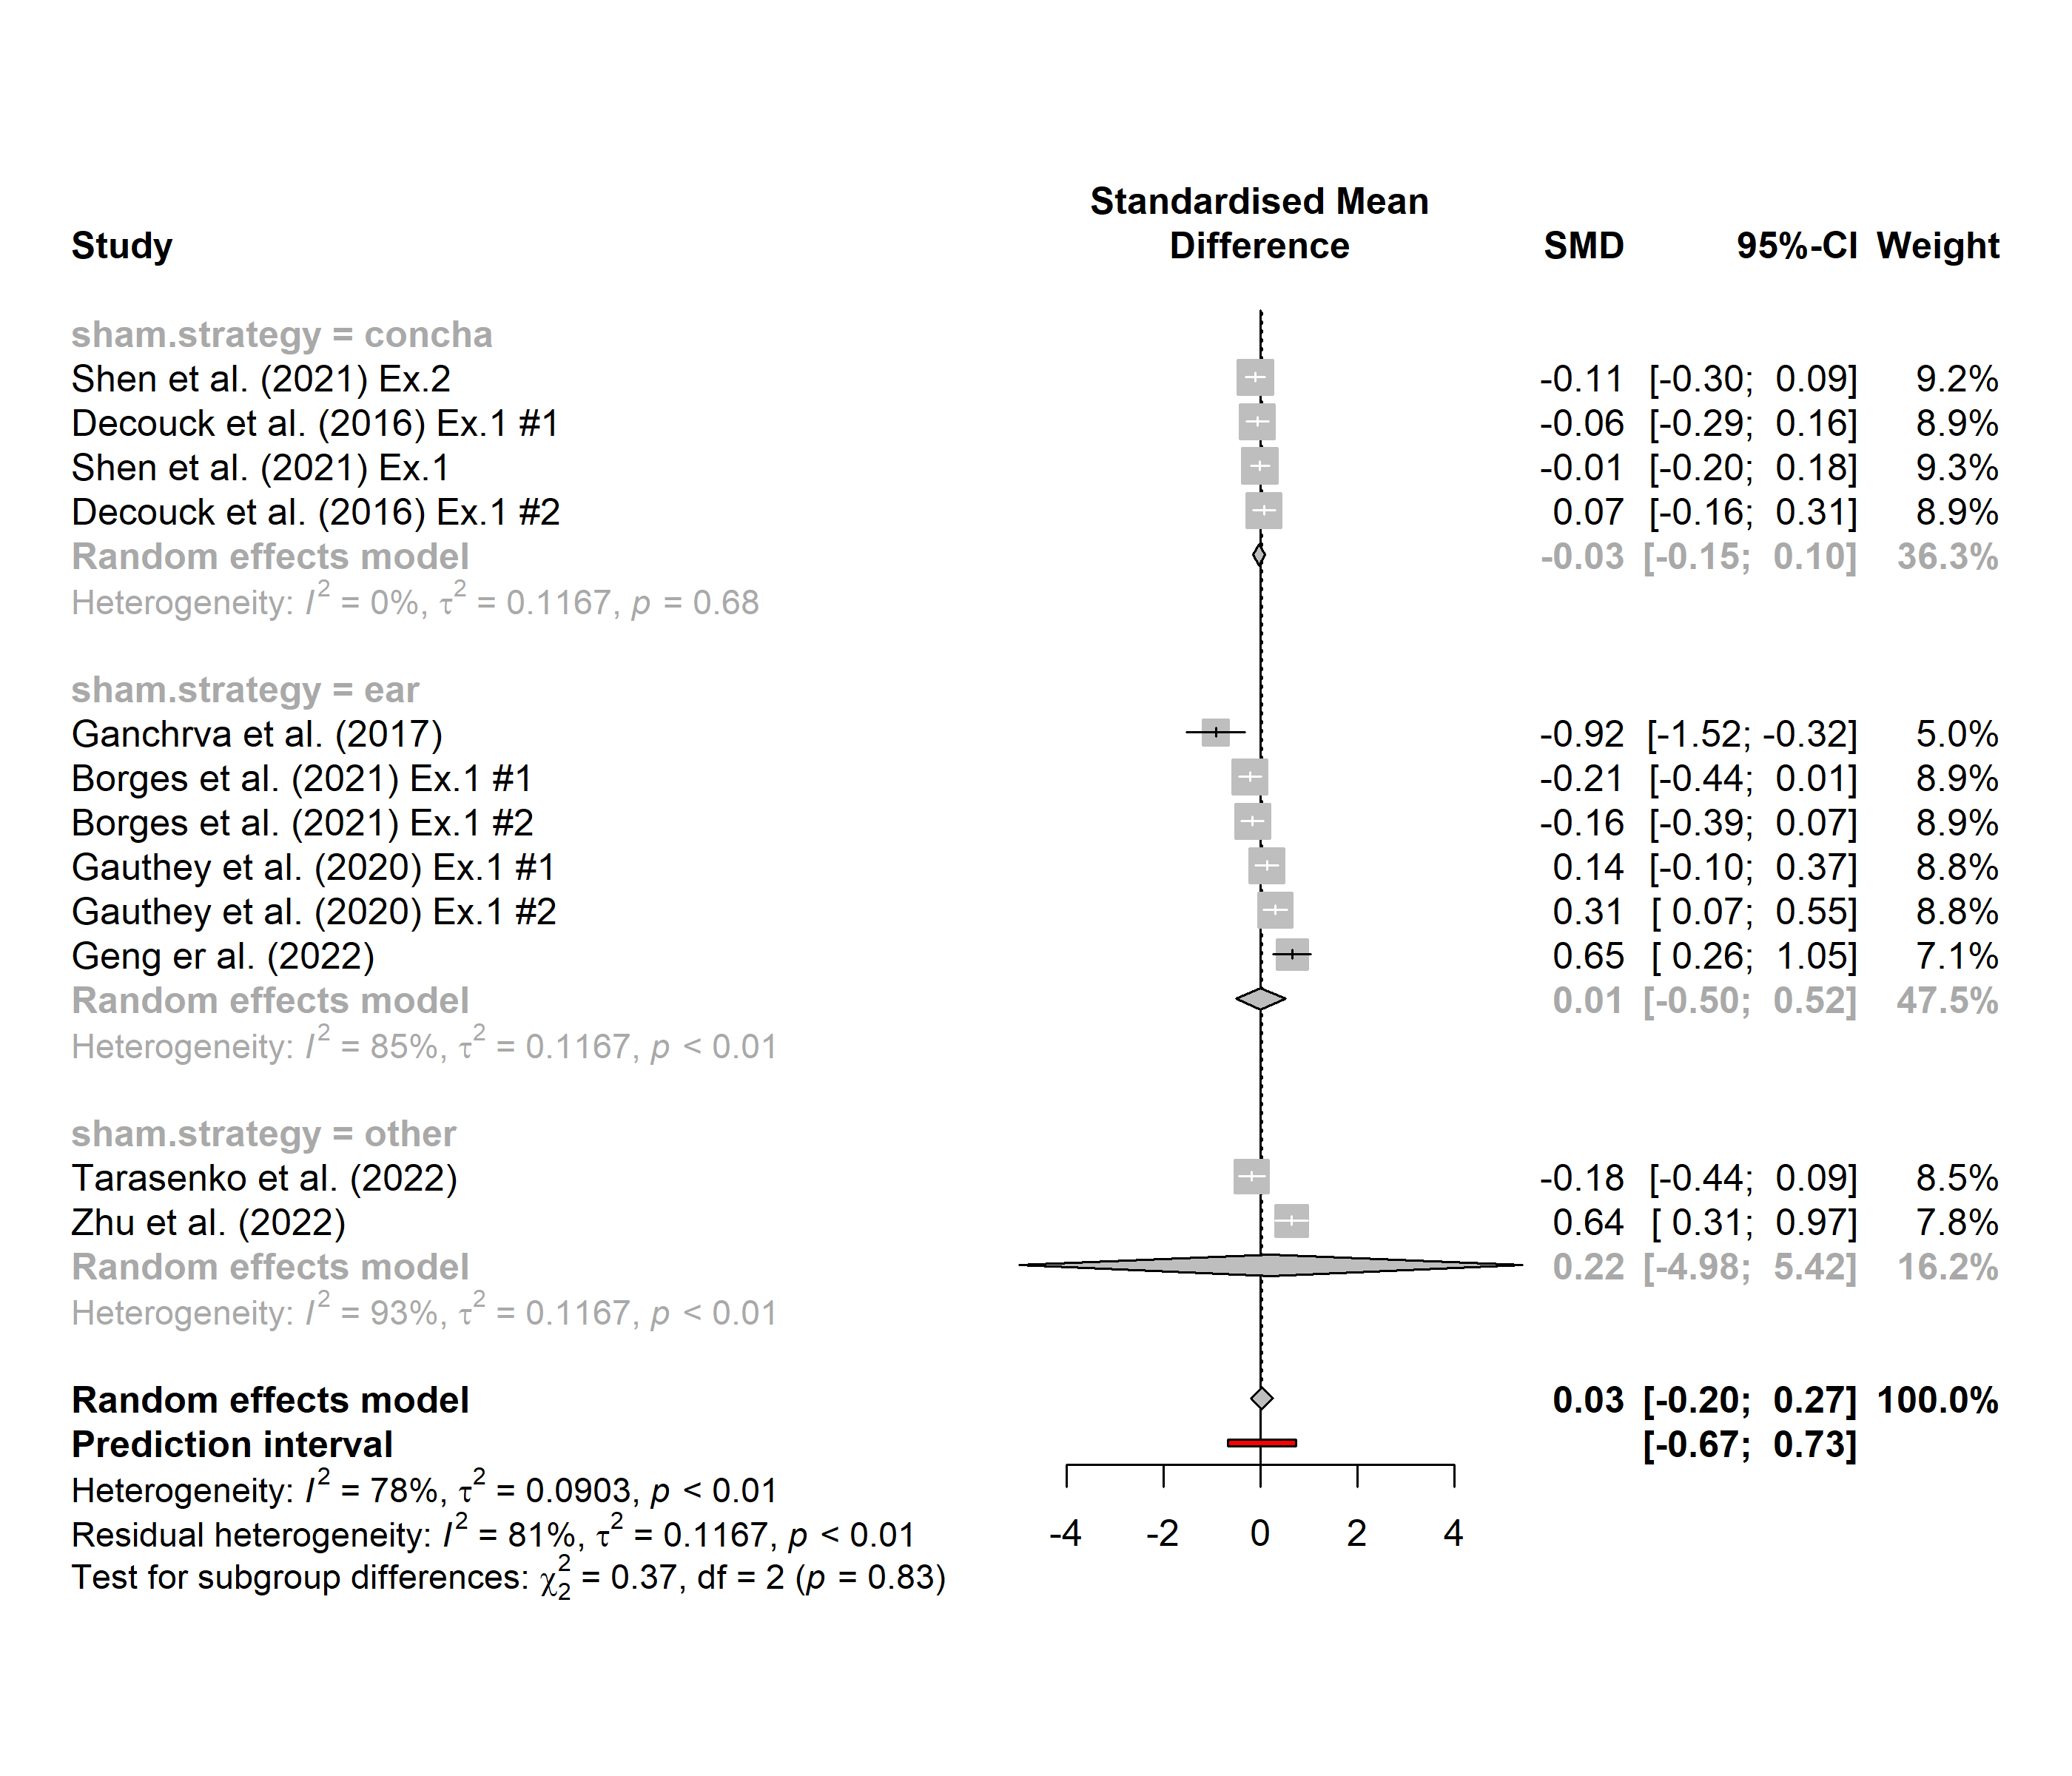 Standardised Mean
Study Difference SMD 95%-CI Weight
sham.strategy = concha
Shen et al. (2021) Ex.2 -0.11 [-0.30; 0.09] 9.2%
Decouck et al. (2016) Ex.1 #1 -0.06 [-0.29; 0.16] 8.9%
Shen et al. (2021) Ex.1 -0.01 [-0.20; 0.18] 9.3%
Decouck et al. (2016) Ex.1 #2 0.07 [-0.16; 0.31] 8.9%
Random effects model -0.03 [-0.15; 0.10] 36.3%
Heterogeneity: I² = 0%, τ² = 0.1167, p = 0.68
sham.strategy = ear
Ganchrva et al. (2017) -0.92 [-1.52; -0.32] 5.0%
Borges et al. (2021) Ex.1 #1 -0.21 [-0.44; 0.01] 8.9%
Borges et al. (2021) Ex.1 #2 -0.16 [-0.39; 0.07] 8.9%
Gauthey et al. (2020) Ex.1 #1 0.14 [-0.10; 0.37] 8.8%
Gauthey et al. (2020) Ex.1 #2 0.31 [ 0.07; 0.55] 8.8%
Geng er al. (2022) 0.65 [ 0.26; 1.05] 7.1%
Random effects model 0.01 [-0.50; 0.52] 47.5%
Heterogeneity: I² = 85%, τ² = 0.1167, p < 0.01
sham.strategy = other
Tarasenko et al. (2022) -0.18 [-0.44; 0.09] 8.5%
Zhu et al. (2022) 0.64 [ 0.31; 0.97] 7.8%
Random effects model 0.22 [-4.98; 5.42] 16.2%
Heterogeneity: I² = 93%, τ² = 0.1167, p < 0.01
Random effects model 0.03 [-0.20; 0.27] 100.0%
Prediction interval [-0.67; 0.73]
Heterogeneity: I² = 78%, τ² = 0.0903, p < 0.01
Residual heterogeneity: I² = 81%, τ² = 0.1167, p < 0.01
-4 -2 0 2 4
Test for subgroup differences: χ²₂ = 0.37, df = 2 (p = 0.83)